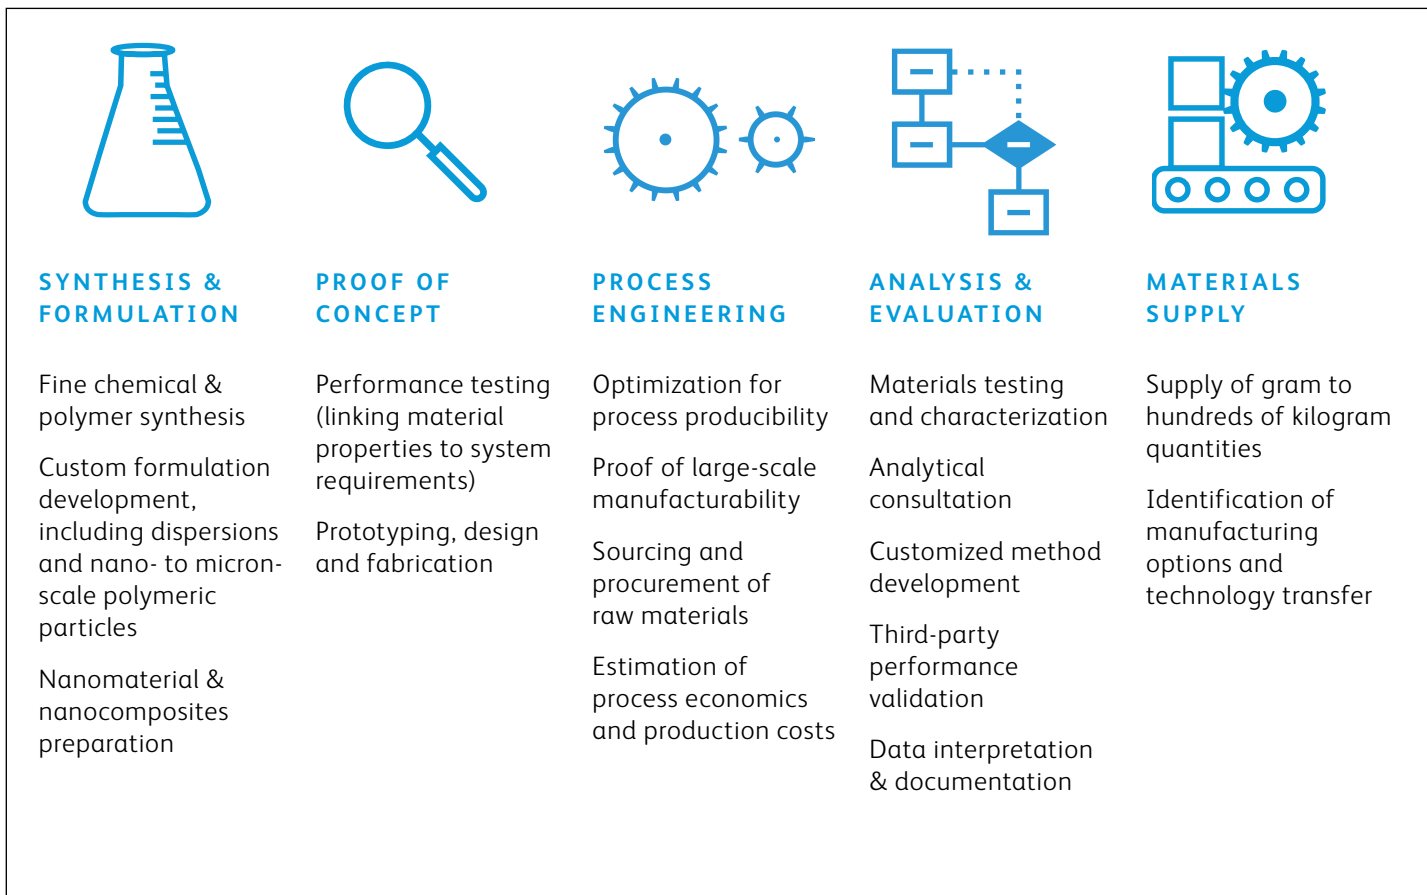 SYNTHESIS &
FORMULATION
Fine chemical &
polymer synthesis
Custom formulation
development,
including dispersions
and nano- to micron-
scale polymeric
particles
Nanomaterial &
nanocomposites
preparation
PROOF OF
CONCEPT
Performance testing
(linking material
properties to system
requirements)
Prototyping, design
and fabrication
PROCESS
ENGINEERING
Optimization for
process producibility
Proof of large-scale
manufacturability
Sourcing and
procurement of
raw materials
Estimation of
process economics
and production costs
ANALYSIS &
EVALUATION
Materials testing
and characterization
Analytical
consultation
Customized method
development
Third-party
performance
validation
Data interpretation
& documentation
MATERIALS
SUPPLY
Supply of gram to
hundreds of kilogram
quantities
Identification of
manufacturing
options and
technology transfer